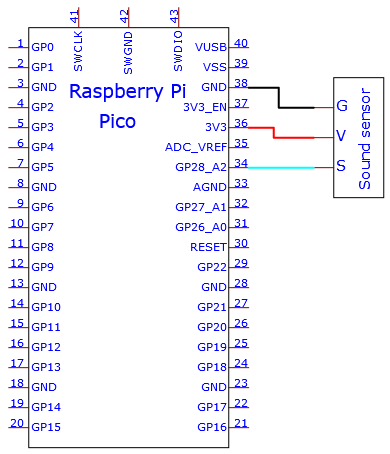 41 42 43
SWCLK SWGND SWDIO
1 GP0 VUSB 40
2 GP1 VSS 39
3 GND GND 38
4 GP2 3V3_EN 37
5 GP3 3V3 36
6 GP4 ADC_VREF 35
7 GP5 GP28_A2 34
8 GND AGND 33
9 GP6 GP27_A1 32
10 GP7 GP26_A0 31
11 GP8 RESET 30
12 GP9 GP22 29
13 GND GND 28
14 GP10 GP21 27
15 GP11 GP20 26
16 GP12 GP19 25
17 GP13 GP18 24
18 GND GND 23
19 GP14 GP17 22
20 GP15 GP16 21
Raspberry Pi
Pico
G
V
S
Sound sensor